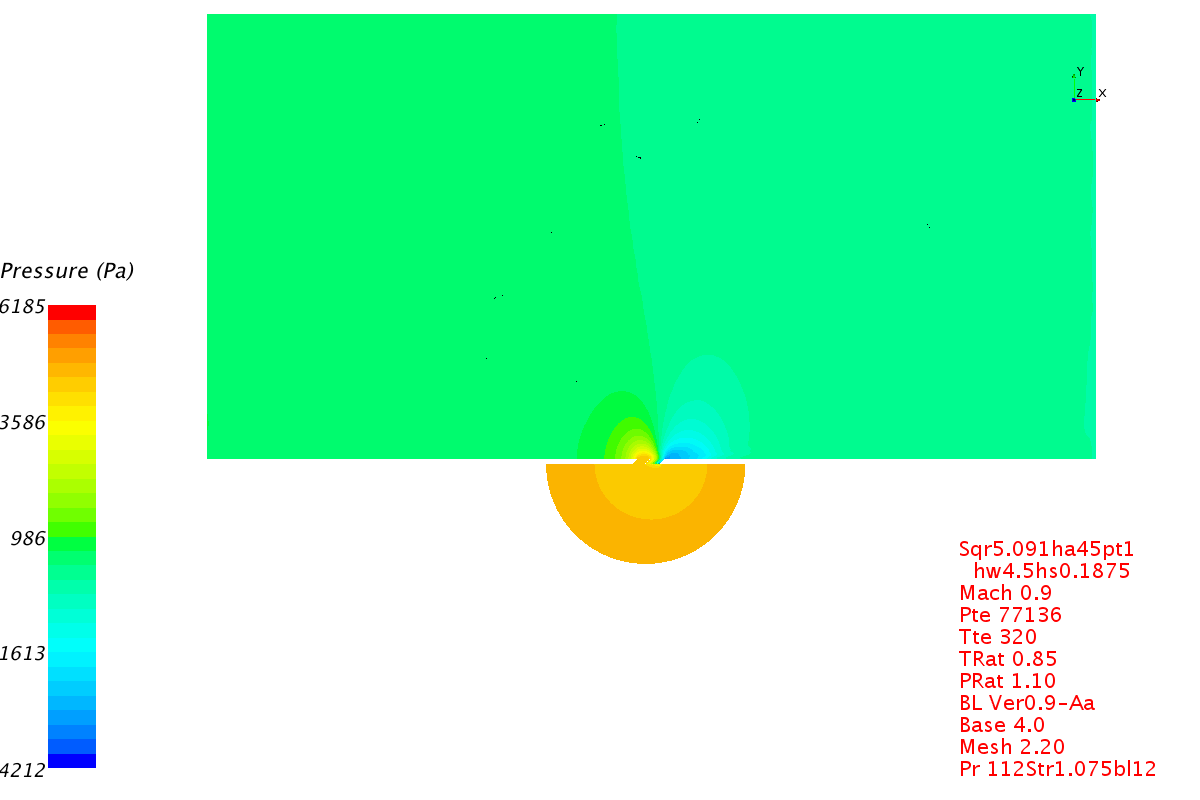 Y
Z X
Pressure (Pa)
6185
3586
986
1613
4212
Sqr5.091ha45pt1
hw4.5hs0.1875
Mach 0.9
Pte 77136
Tte 320
TRat 0.85
PRat 1.10
BL Ver0.9-Aa
Base 4.0
Mesh 2.20
Pr 112Str1.075bl12